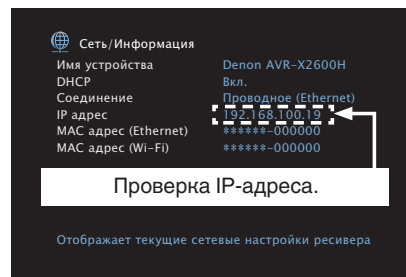 Сеть/Информация
Имя устройства Denon AVR-X2600H
DHCP Вкл.
Соединение Проводное (Ethernet)
IP адрес 192.168.100.19
MAC адрес (Ethernet) ******-000000
MAC адрес (Wi-Fi) ******-000000
Проверка IP-адреса.
Отображает текущие сетевые настройки ресивера